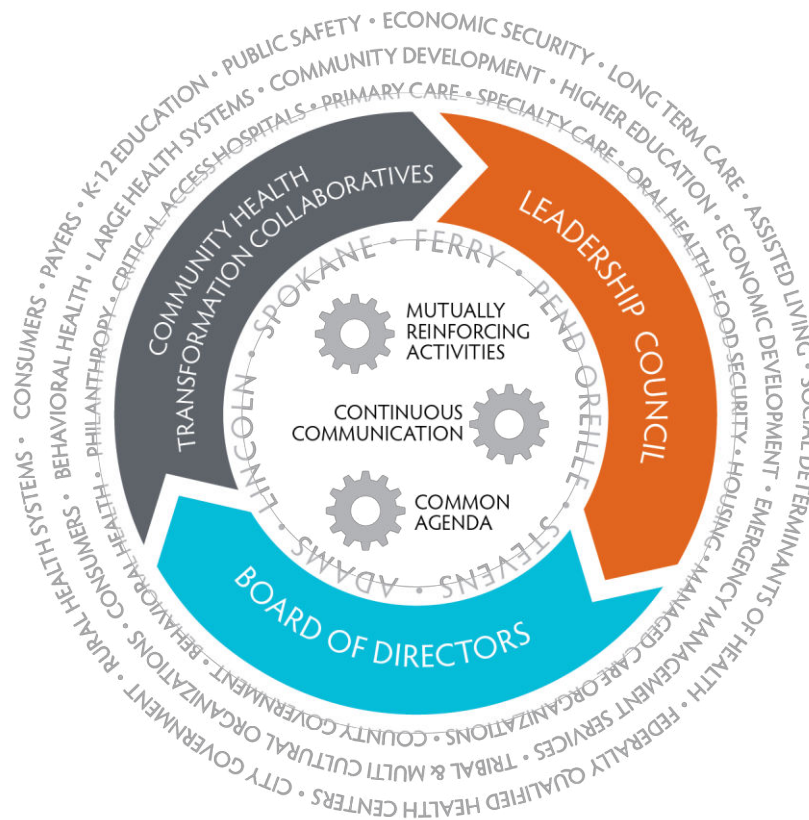 CONSUMERS • PAYERS • K-12 EDUCATION • PUBLIC SAFETY • ECONOMIC SECURITY • LONG TERM CARE • ASSISTED LIVING • SOCIAL DETERMINANTS OF HEALTH • FEDERALLY QUALIFIED HEALTH CENTERS • CITY GOVERNMENT • RURAL HEALTH SYSTEMS •
BEHAVIORAL HEALTH • LARGE HEALTH SYSTEMS • COMMUNITY DEVELOPMENT • HIGHER EDUCATION • ECONOMIC DEVELOPMENT • EMERGENCY MANAGEMENT SERVICES • TRIBAL & MULTI CULTURAL ORGANIZATIONS • CONSUMERS •
PHILANTHROPY • CRITICAL ACCESS HOSPITALS • PRIMARY CARE • SPECIALTY CARE • ORAL HEALTH • FOOD SECURITY • HOUSING • MANAGED CARE ORGANIZATIONS • COUNTY GOVERNMENT • BEHAVIORAL HEALTH •
COMMUNITY HEALTH
TRANSFORMATION COLLABORATIVES
LEADERSHIP COUNCIL
BOARD OF DIRECTORS
ADAMS • LINCOLN • SPOKANE • FERRY • PEND OREILLE • STEVENS •
MUTUALLY
REINFORCING
ACTIVITIES
CONTINUOUS
COMMUNICATION
COMMON
AGENDA